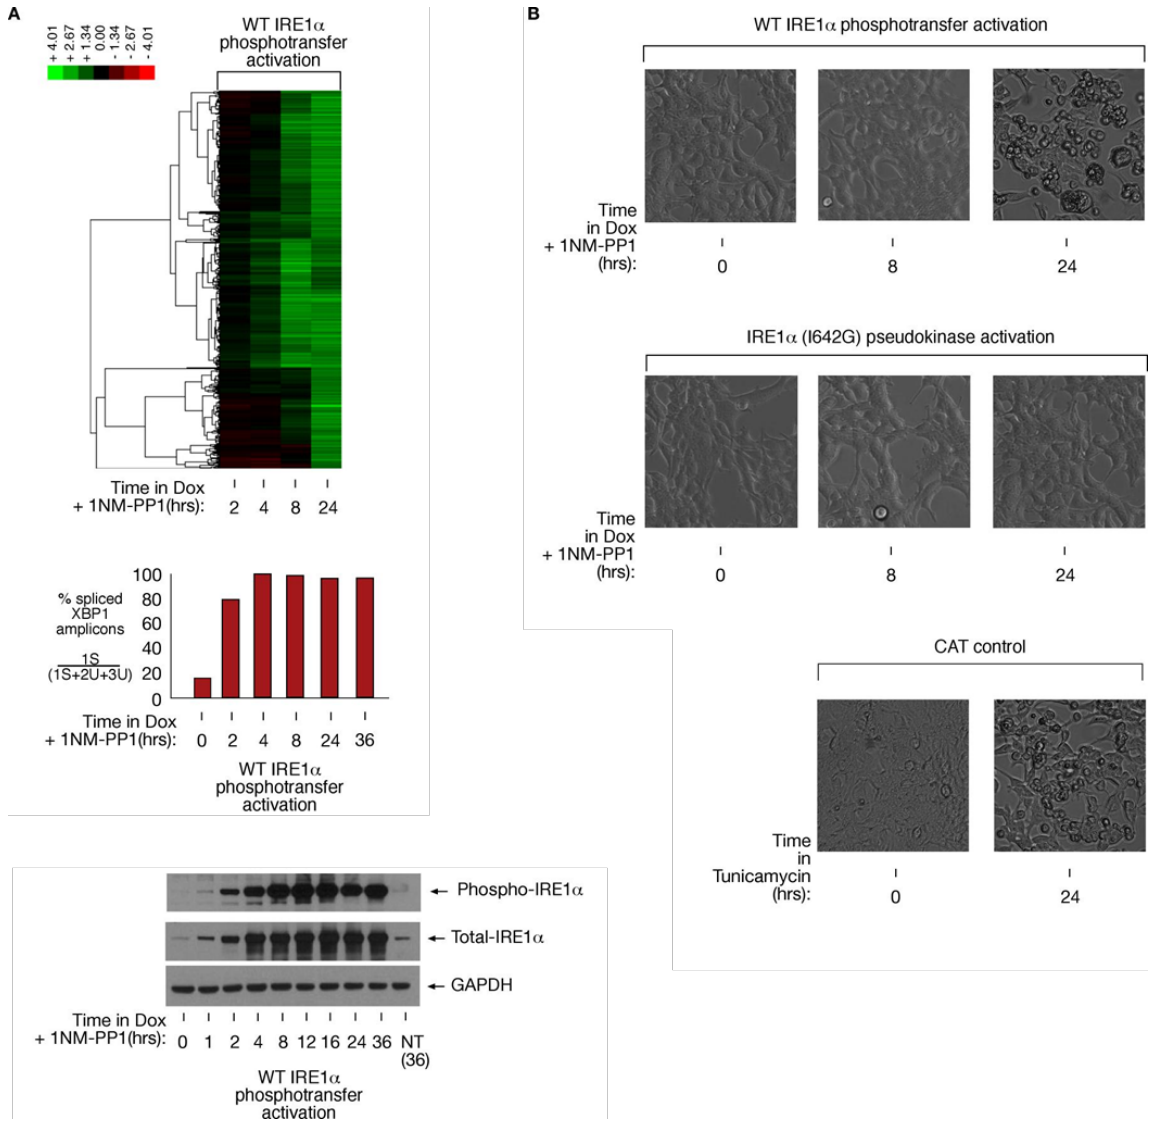 A
+ 4.01
+ 2.67
+ 1.34
0.00
- 1.34
- 2.67
- 4.01
WT IRE1α
phosphotransfer
activation
Time in Dox
+ 1NM-PP1(hrs):
2 4 8 24
% spliced
XBP1
amplicons
1S
(1S+2U+3U)
100
80
60
40
20
0
Time in Dox
+ 1NM-PP1(hrs):
0 2 4 8 24 36
WT IRE1α
phosphotransfer
activation
Phospho-IRE1α
Total-IRE1α
GAPDH
Time in Dox
+ 1NM-PP1(hrs):
0 1 2 4 8 12 16 24 36 NT
(36)
WT IRE1α
phosphotransfer
activation
B
WT IRE1α phosphotransfer activation
Time
in Dox
+ 1NM-PP1
(hrs):
0 8 24
IRE1α (I642G) pseudokinase activation
Time
in Dox
+ 1NM-PP1
(hrs):
0 8 24
CAT control
Time
in
Tunicamycin
(hrs):
0 24